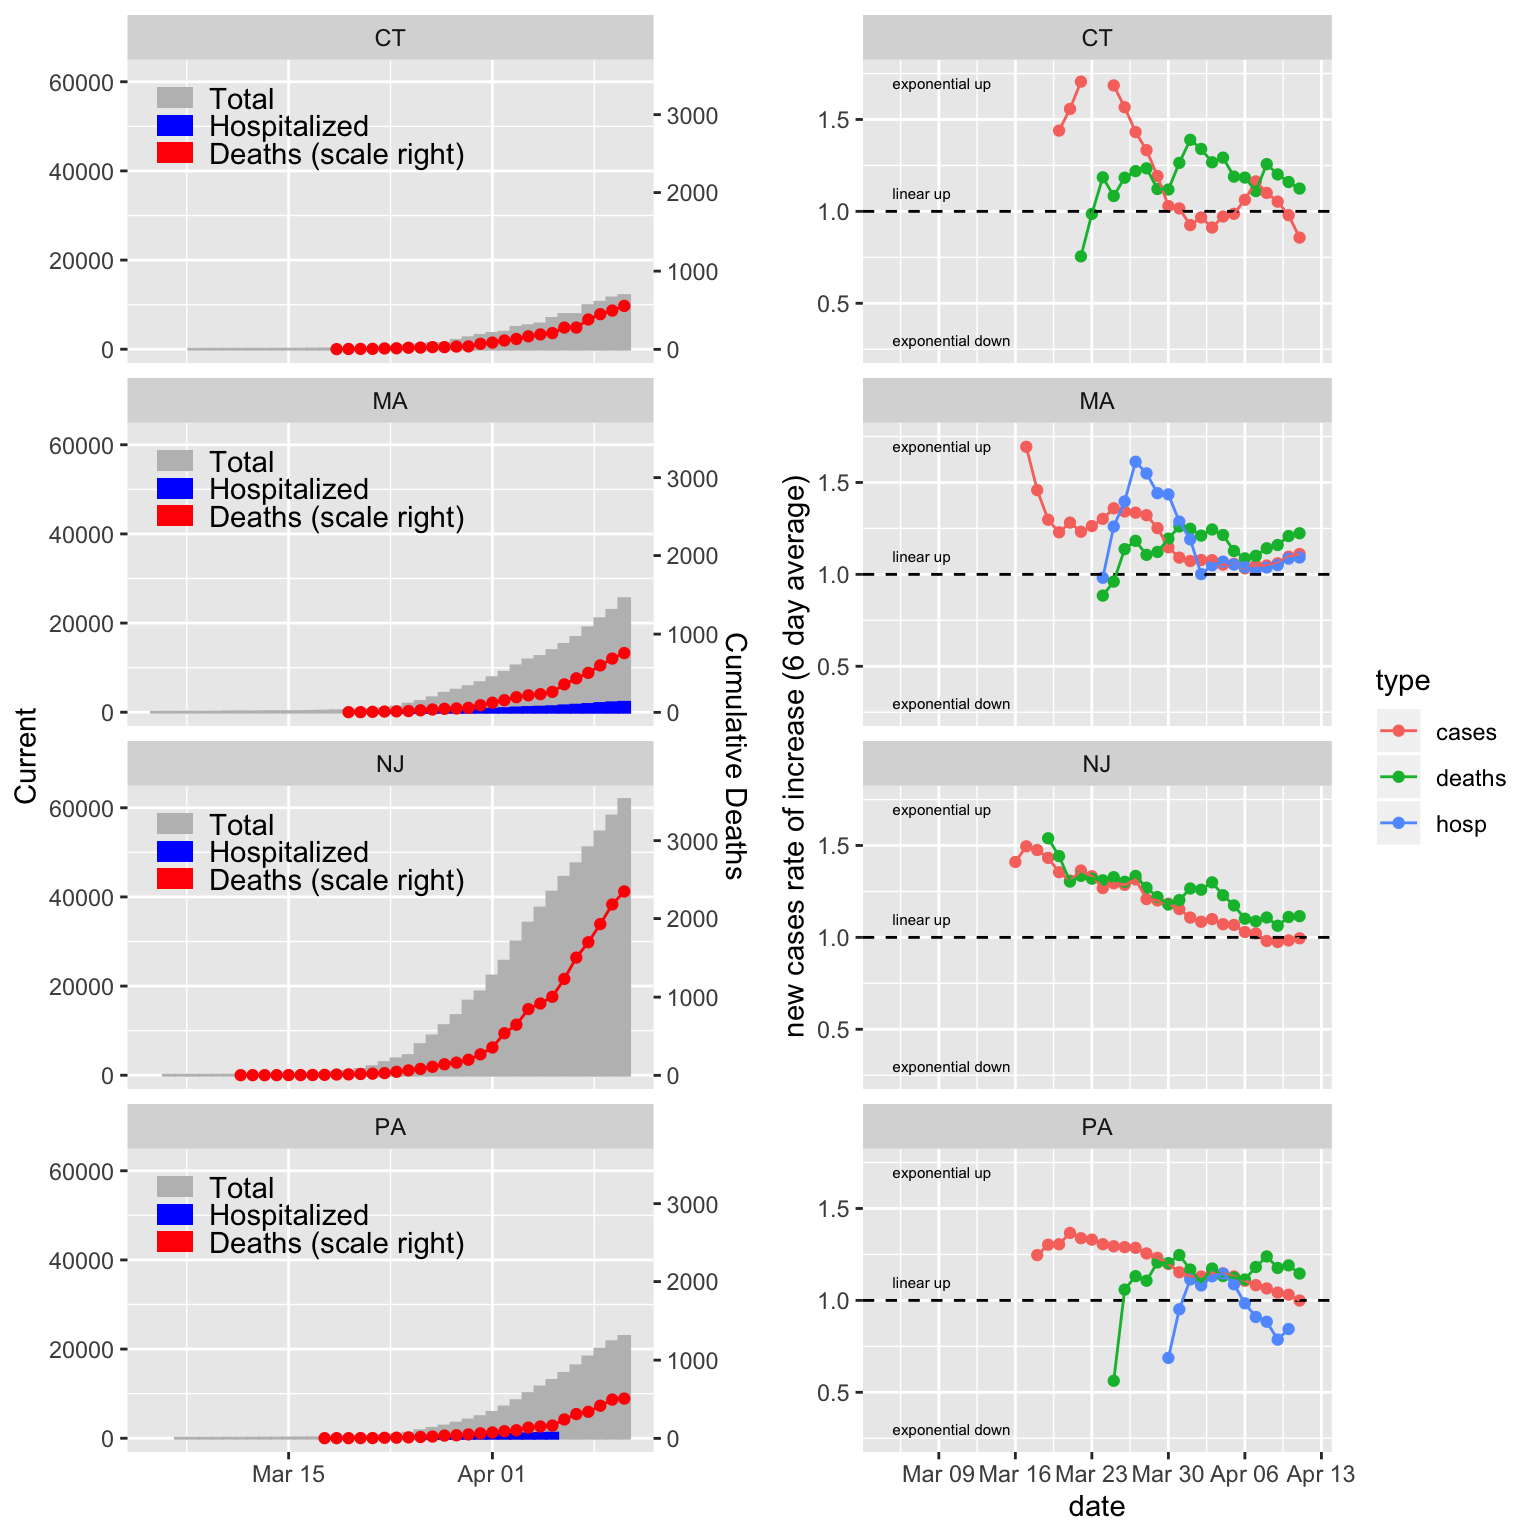 CT
60000
40000
20000
0
Total
Hospitalized
Deaths (scale right)
3000
2000
1000
0
MA
60000
40000
20000
0
Total
Hospitalized
Deaths (scale right)
3000
2000
1000
0
NJ
60000
40000
20000
0
Total
Hospitalized
Deaths (scale right)
3000
2000
1000
0
PA
60000
40000
20000
0
Total
Hospitalized
Deaths (scale right)
3000
2000
1000
0
Mar 15
Apr 01
Current
Cumulative Deaths
CT
1.5
1.0
0.5
exponential up
linear up
exponential down
MA
1.5
1.0
0.5
exponential up
linear up
exponential down
NJ
1.5
1.0
0.5
exponential up
linear up
exponential down
PA
1.5
1.0
0.5
exponential up
linear up
exponential down
Mar 09
Mar 16
Mar 23
Mar 30
Apr 06
Apr 13
date
new cases rate of increase (6 day average)
type
cases
deaths
hosp